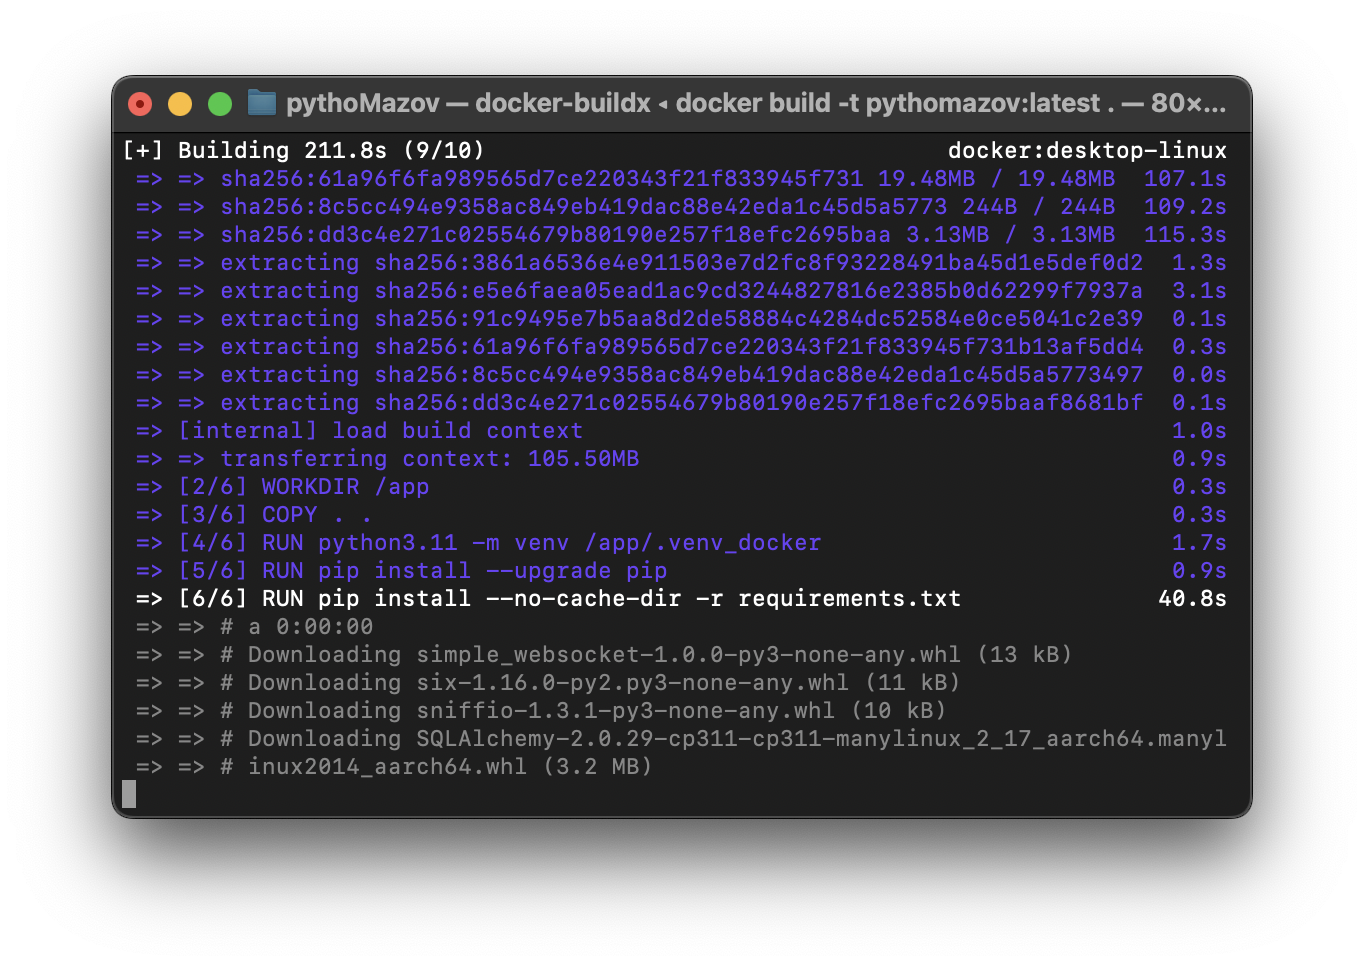 pythoMazov — docker-buildx ◂ docker build -t pythomazov:latest . — 80×...
[+] Building 211.8s (9/10) docker:desktop-linux
=> => sha256:61a96f6fa989565d7ce220343f21f833945f731 19.48MB / 19.48MB 107.1s
=> => sha256:8c5cc494e9358ac849eb419dac88e42eda1c45d5a5773 244B / 244B 109.2s
=> => sha256:dd3c4e271c02554679b80190e257f18efc2695baa 3.13MB / 3.13MB 115.3s
=> => extracting sha256:3861a6536e4e911503e7d2fc8f93228491ba45d1e5def0d2 1.3s
=> => extracting sha256:e5e6faea05ead1ac9cd3244827816e2385b0d62299f7937a 3.1s
=> => extracting sha256:91c9495e7b5aa8d2de58884c4284dc52584e0ce5041c2e39 0.1s
=> => extracting sha256:61a96f6fa989565d7ce220343f21f833945f731b13af5dd4 0.3s
=> => extracting sha256:8c5cc494e9358ac849eb419dac88e42eda1c45d5a5773497 0.0s
=> => extracting sha256:dd3c4e271c02554679b80190e257f18efc2695baaf8681bf 0.1s
=> [internal] load build context 1.0s
=> => transferring context: 105.50MB 0.9s
=> [2/6] WORKDIR /app 0.3s
=> [3/6] COPY . . 0.3s
=> [4/6] RUN python3.11 -m venv /app/.venv_docker 1.7s
=> [5/6] RUN pip install --upgrade pip 0.9s
=> [6/6] RUN pip install --no-cache-dir -r requirements.txt 40.8s
=> => # a 0:00:00
=> => # Downloading simple_websocket-1.0.0-py3-none-any.whl (13 kB)
=> => # Downloading six-1.16.0-py2.py3-none-any.whl (11 kB)
=> => # Downloading sniffio-1.3.1-py3-none-any.whl (10 kB)
=> => # Downloading SQLAlchemy-2.0.29-cp311-cp311-manylinux_2_17_aarch64.manyl
=> => # inux2014_aarch64.whl (3.2 MB)